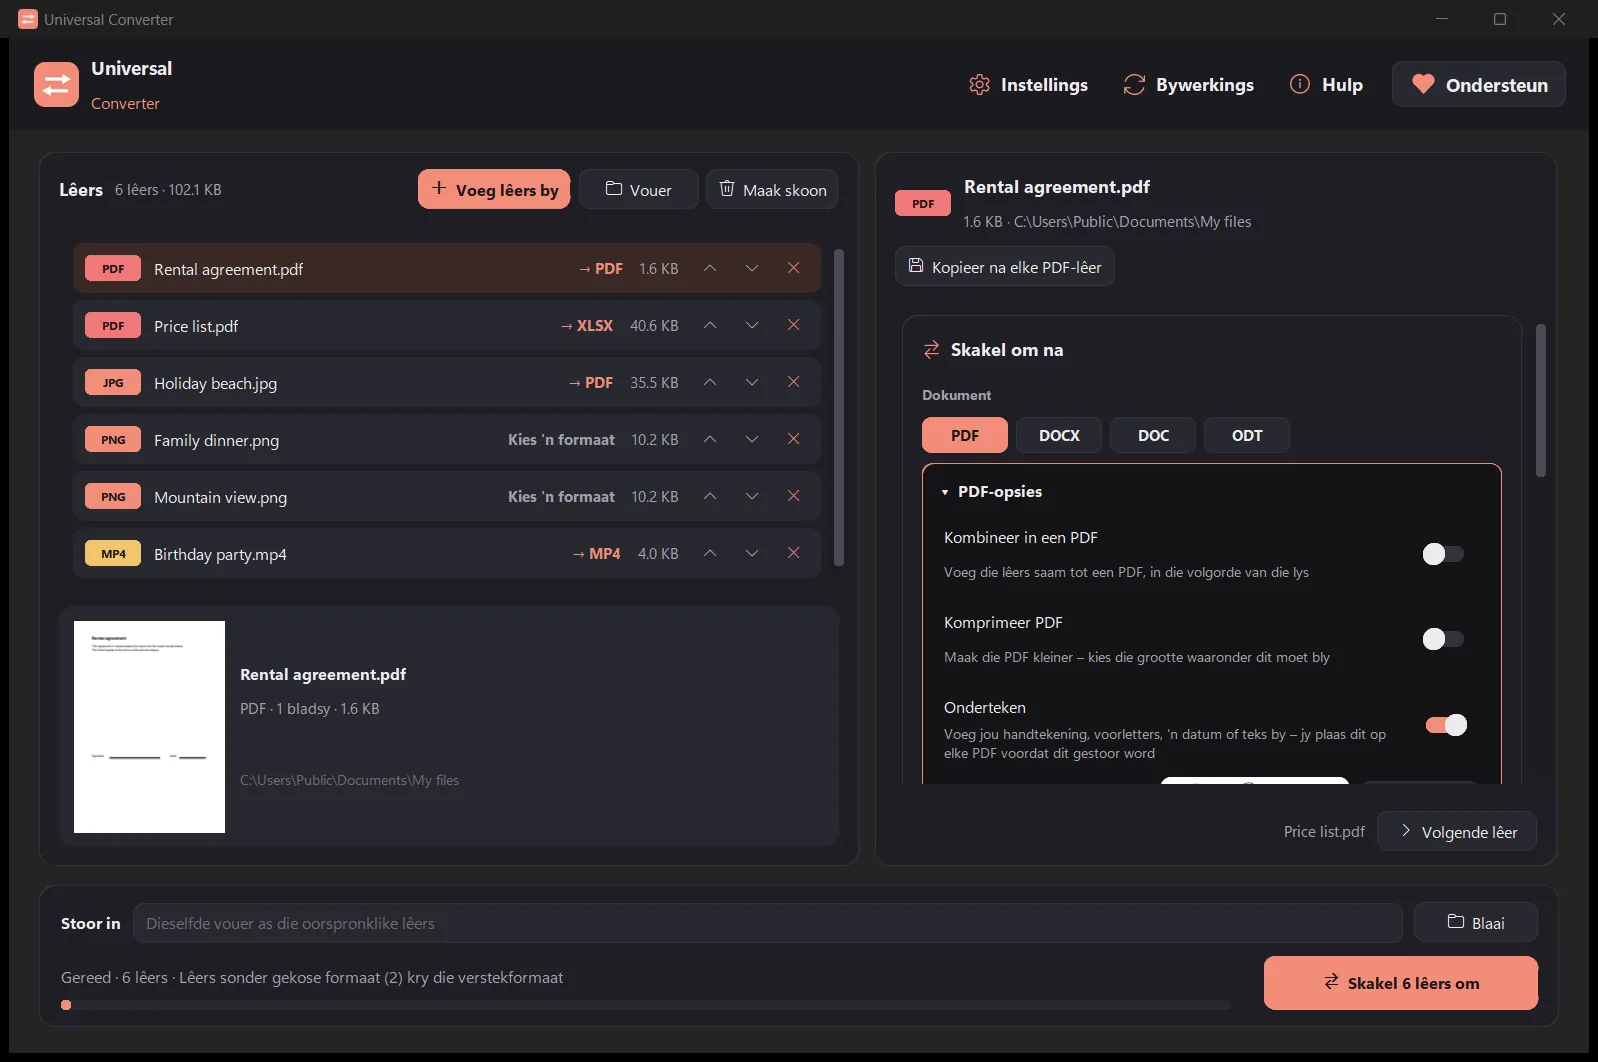 Universal Converter
Universal
Converter
Instellings
Bywerkings
Hulp
Ondersteun
Lêers 6 lêers · 102.1 KB
Voeg lêers by
Vouer
Maak skoon
PDF Rental agreement.pdf → PDF 1.6 KB
PDF Price list.pdf → XLSX 40.6 KB
JPG Holiday beach.jpg → PDF 35.5 KB
PNG Family dinner.png Kies 'n formaat 10.2 KB
PNG Mountain view.png Kies 'n formaat 10.2 KB
MP4 Birthday party.mp4 → MP4 4.0 KB
Rental agreement
Rental agreement.pdf
PDF · 1 bladsy · 1.6 KB
C:\Users\Public\Documents\My files
PDF
Rental agreement.pdf
1.6 KB · C:\Users\Public\Documents\My files
Kopieer na elke PDF-lêer
Skakel om na
Dokument
PDF DOCX DOC ODT
PDF-opsies
Kombineer in een PDF
Voeg die lêers saam tot een PDF, in die volgorde van die lys
Komprimeer PDF
Maak die PDF kleiner – kies die grootte waaronder dit moet bly
Onderteken
Voeg jou handtekening, voorletters, 'n datum of teks by – jy plaas dit op
elke PDF voordat dit gestoor word
Price list.pdf
Volgende lêer
Stoor in
Dieselfde vouer as die oorspronklike lêers
Blaai
Gereed · 6 lêers · Lêers sonder gekose formaat (2) kry die verstekformaat
Skakel 6 lêers om